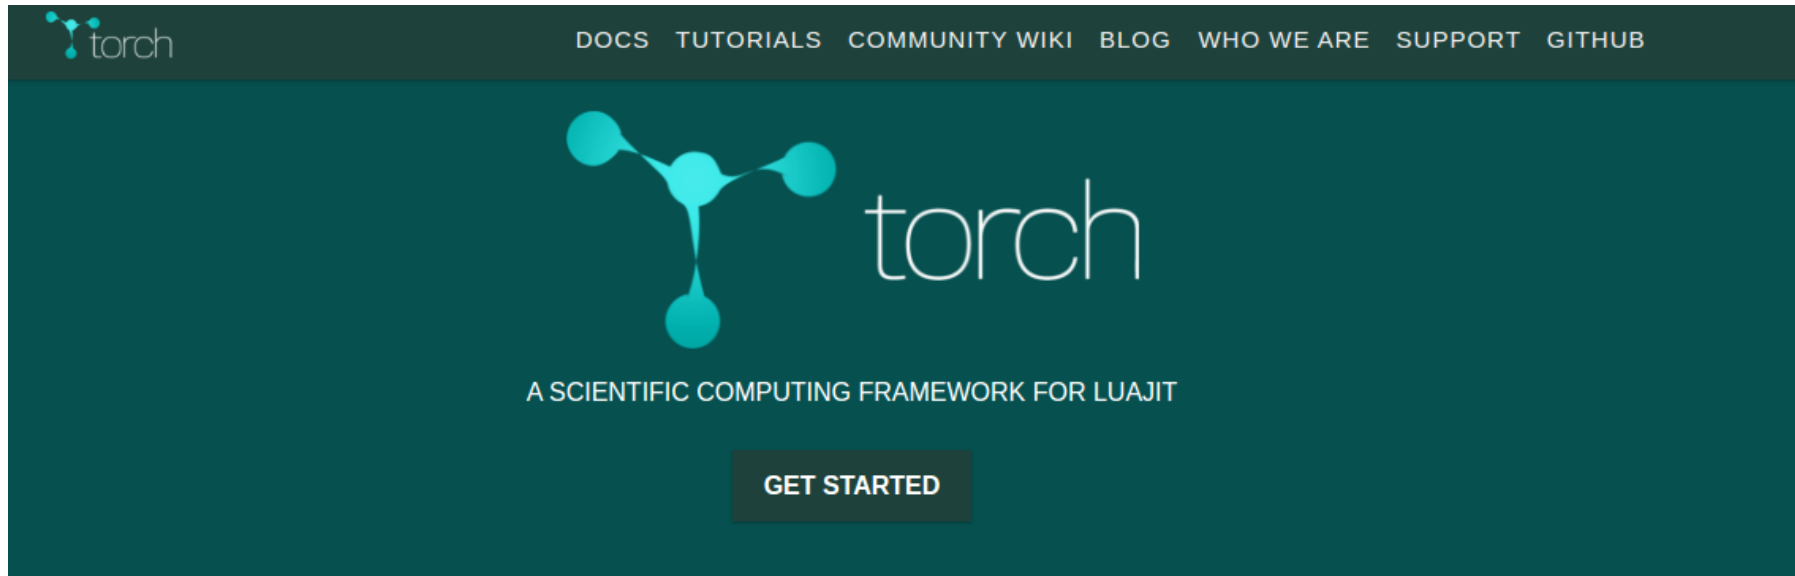 torch
DOCS TUTORIALS COMMUNITY WIKI BLOG WHO WE ARE SUPPORT GITHUB
torch
A SCIENTIFIC COMPUTING FRAMEWORK FOR LUAJIT
GET STARTED